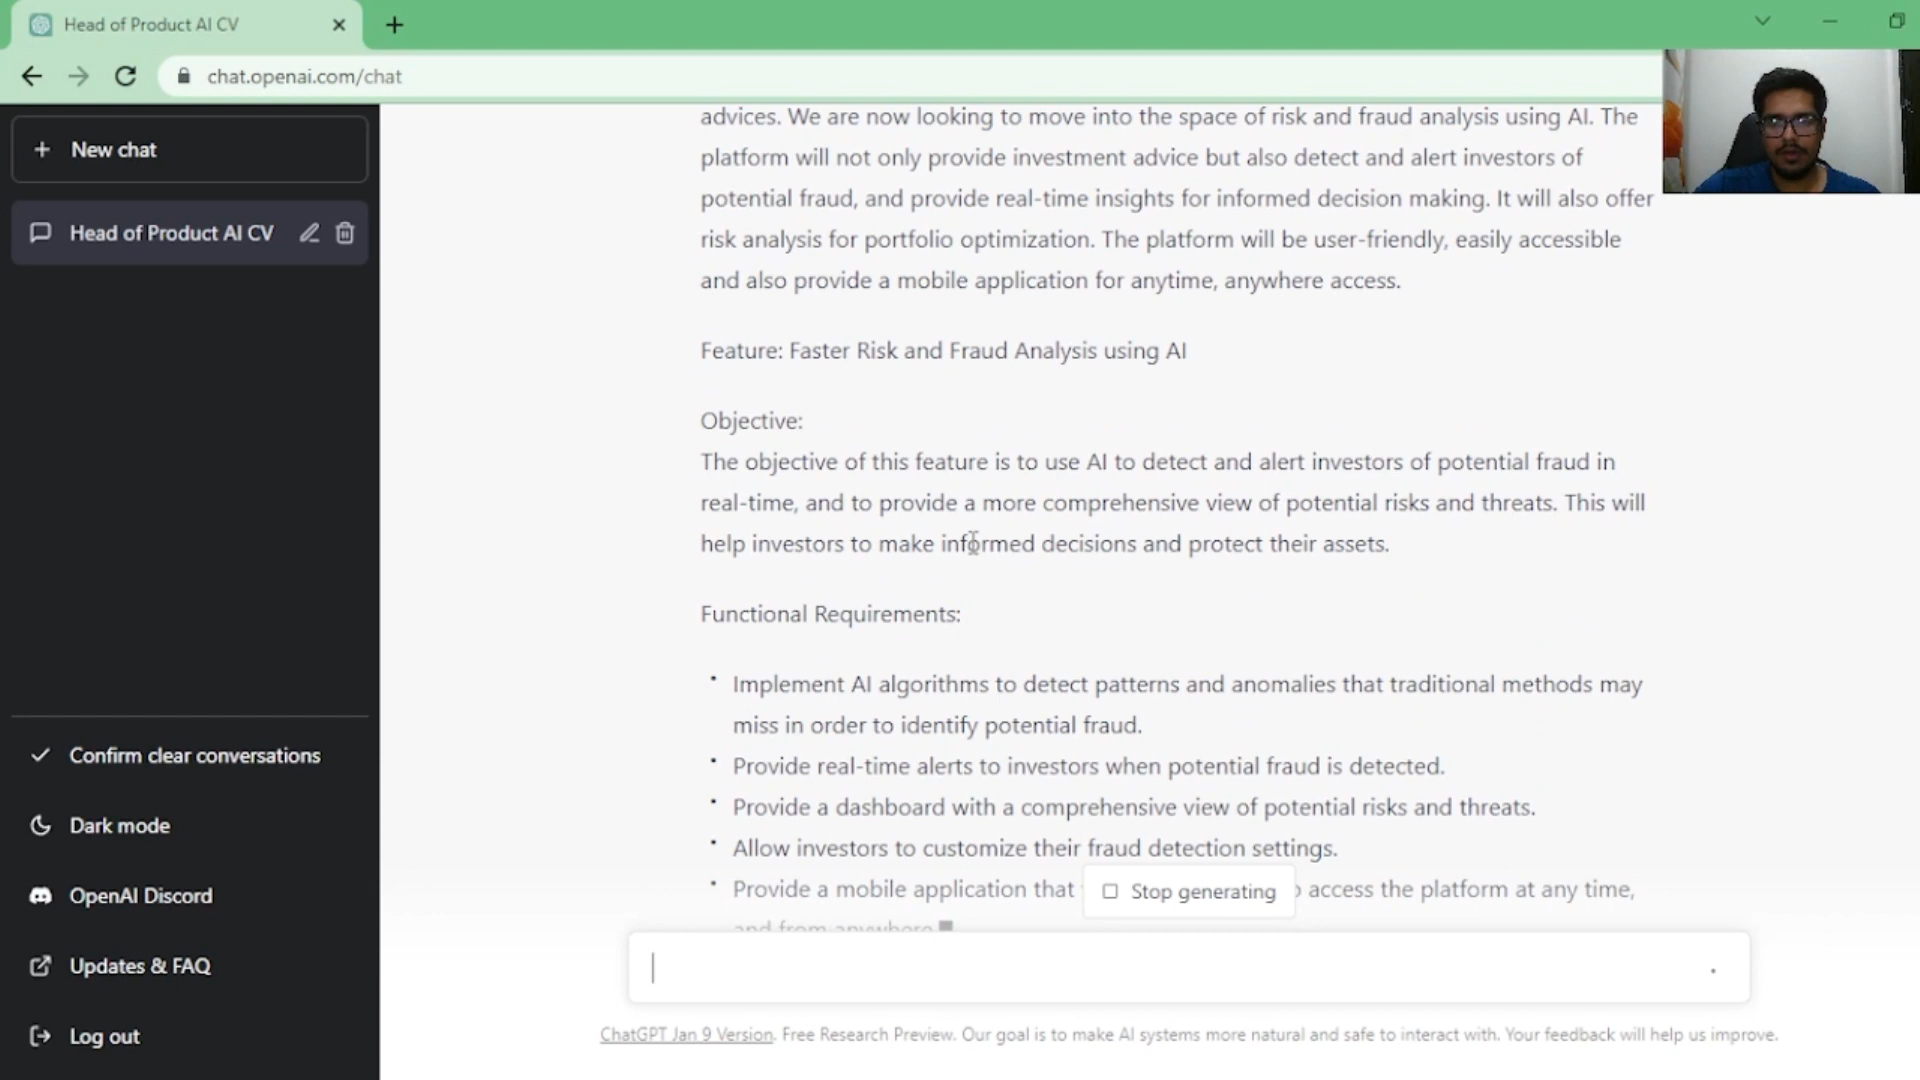 Head of Product AI CV
chat.openai.com/chat
New chat
Head of Product AI CV
Confirm clear conversations
Dark mode
OpenAI Discord
Updates & FAQ
Log out
advices. We are now looking to move into the space of risk and fraud analysis using AI. The
platform will not only provide investment advice but also detect and alert investors of
potential fraud, and provide real-time insights for informed decision making. It will also offer
risk analysis for portfolio optimization. The platform will be user-friendly, easily accessible
and also provide a mobile application for anytime, anywhere access.
Feature: Faster Risk and Fraud Analysis using AI
Objective:
The objective of this feature is to use AI to detect and alert investors of potential fraud in
real-time, and to provide a more comprehensive view of potential risks and threats. This will
help investors to make informed decisions and protect their assets.
Functional Requirements:
Implement AI algorithms to detect patterns and anomalies that traditional methods may
miss in order to identify potential fraud.
Provide real-time alerts to investors when potential fraud is detected.
Provide a dashboard with a comprehensive view of potential risks and threats.
Allow investors to customize their fraud detection settings.
Provide a mobile application that access the platform at any time,
and from anywhere.
Stop generating
ChatGPT Jan 9 Version. Free Research Preview. Our goal is to make AI systems more natural and safe to interact with. Your feedback will help us improve.